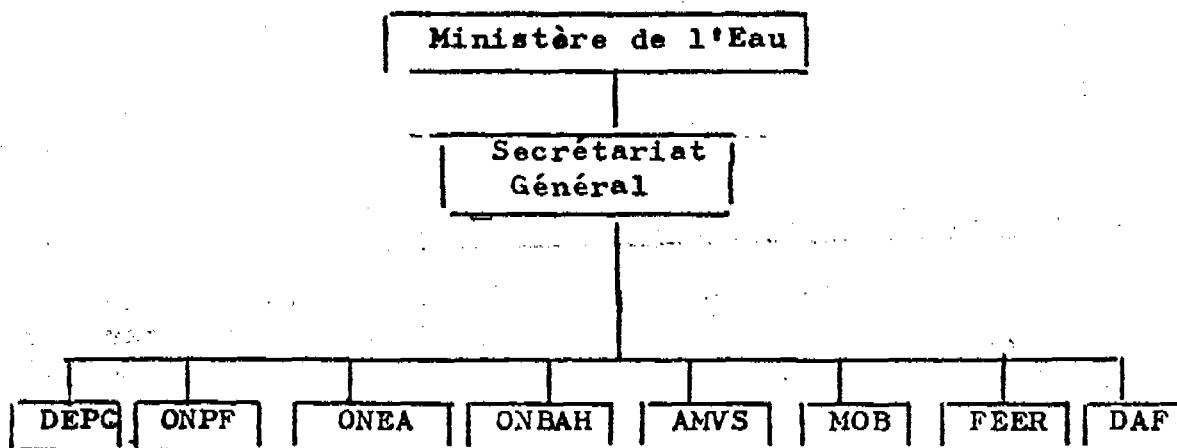 Ministère de l'Eau
Secrétariat
Général
DEPC ONPF ONEA ONBAH AMVS MOB FEER DAF